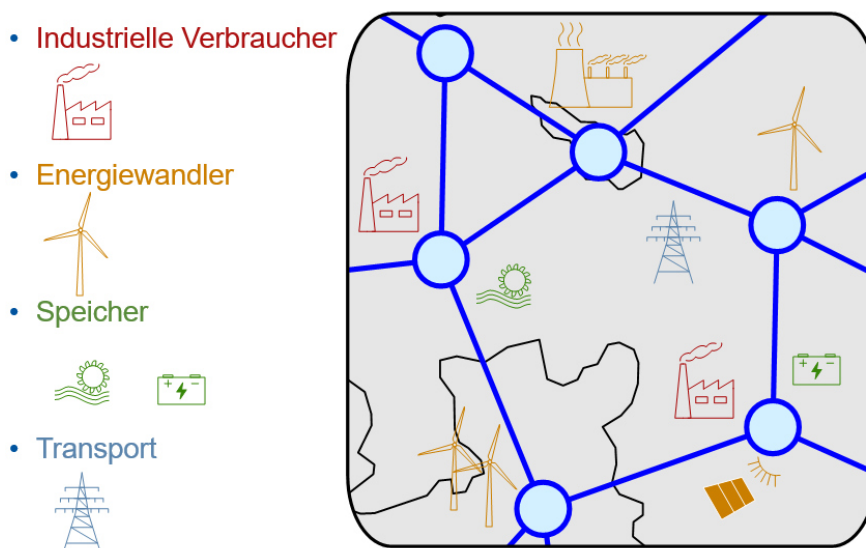 Industrielle Verbraucher
Energiewandler
Speicher
Transport